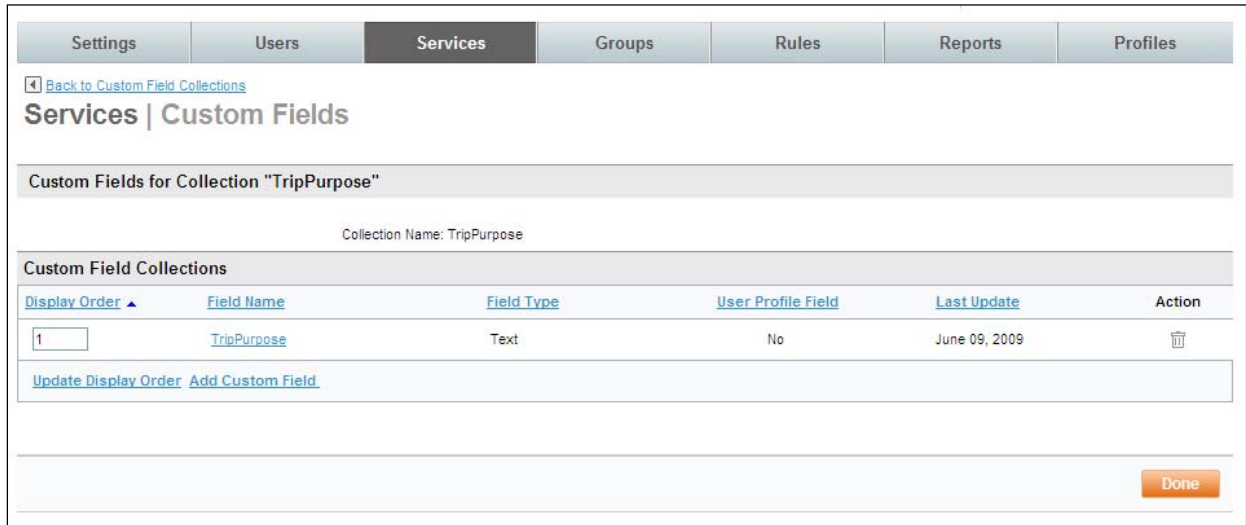 Settings Users Services Groups Rules Reports Profiles
Back to Custom Field Collections
Services | Custom Fields
Custom Fields for Collection "TripPurpose"
Collection Name: TripPurpose
Custom Field Collections
Display Order Field Name Field Type User Profile Field Last Update Action
1 TripPurpose Text No June 09, 2009
Update Display Order Add Custom Field
Done